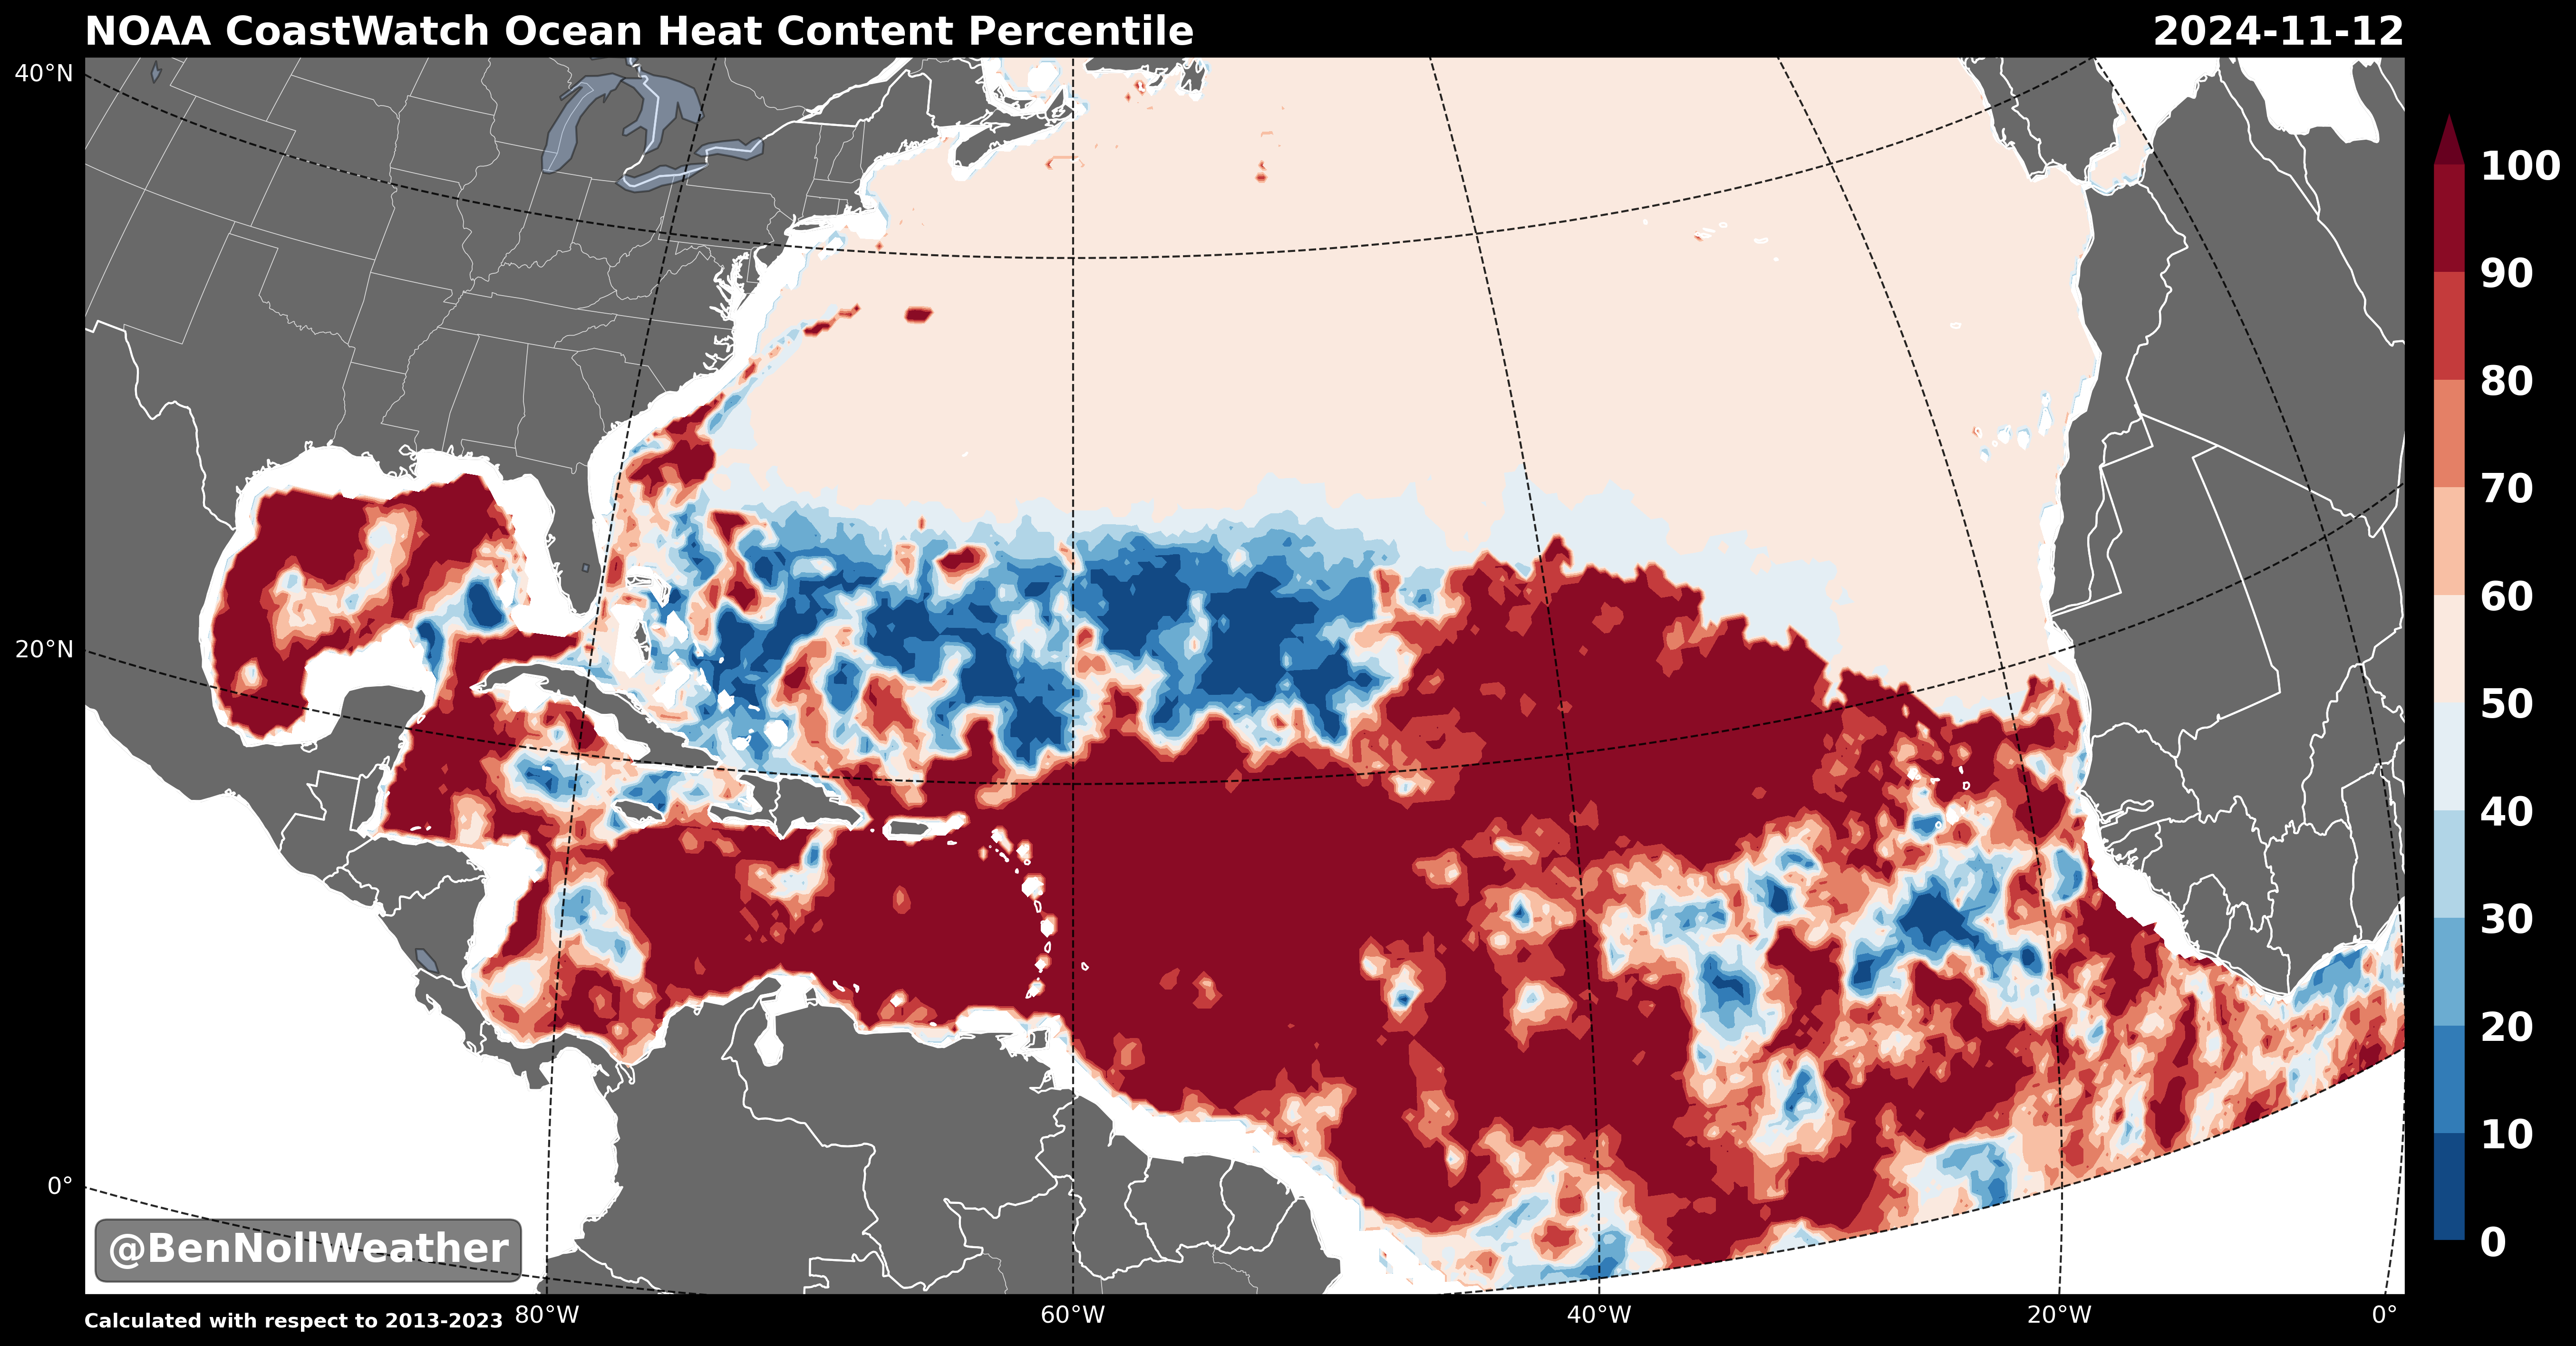 NOAA CoastWatch Ocean Heat Content Percentile
2024-11-12
40°N
20°N
0°
100
90
80
70
60
50
40
30
20
10
0
@BenNollWeather
Calculated with respect to 2013-2023
80°W
60°W
40°W
20°W
0°